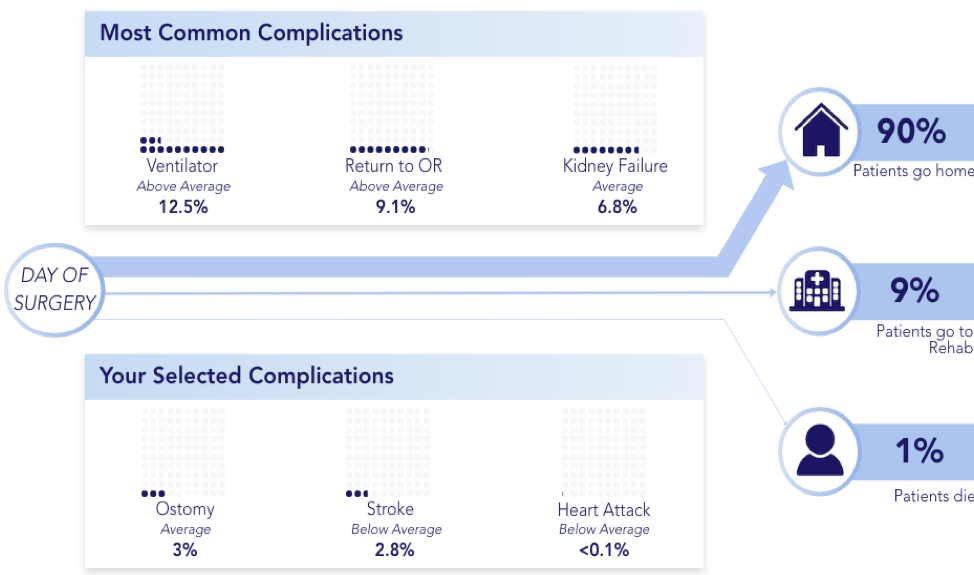 Most Common Complications
Ventilator
Above Average
12.5%
Return to OR
Above Average
9.1%
Kidney Failure
Average
6.8%
DAY OF
SURGERY
90%
Patients go home
9%
Patients go to
Rehab
1%
Patients die
Your Selected Complications
Ostomy
Average
3%
Stroke
Below Average
2.8%
Heart Attack
Below Average
<0.1%